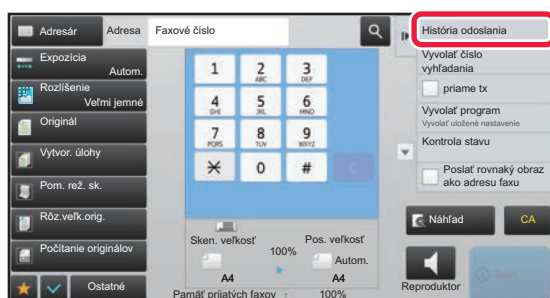 Adresár
Adresa
Faxové číslo
Expozícia
Autom.
Rozlíšenie
Veľmi jemné
Originál
Vytvor. úlohy
Pom. rež. sk.
Rôz.veľk.orig.
Počítanie originálov
Ostatné
1
2
ABC
3
DEF
4
GHI
5
JKL
6
MNO
7
PQRS
8
TUV
9
WXYZ
0
#
Sken. veľkosť
100%
Pos. veľkosť
Autom.
A4
A4
Pamäť prijatých faxov :
100%
História odoslania
Vyvolať číslo
vyhľadania
priame tx
Vyvolať program
Vyvolať uložené nastavenie
Kontrola stavu
Poslať rovnaký obraz
ako adresu faxu
Náhľad
CA
Reproduktor
Štart